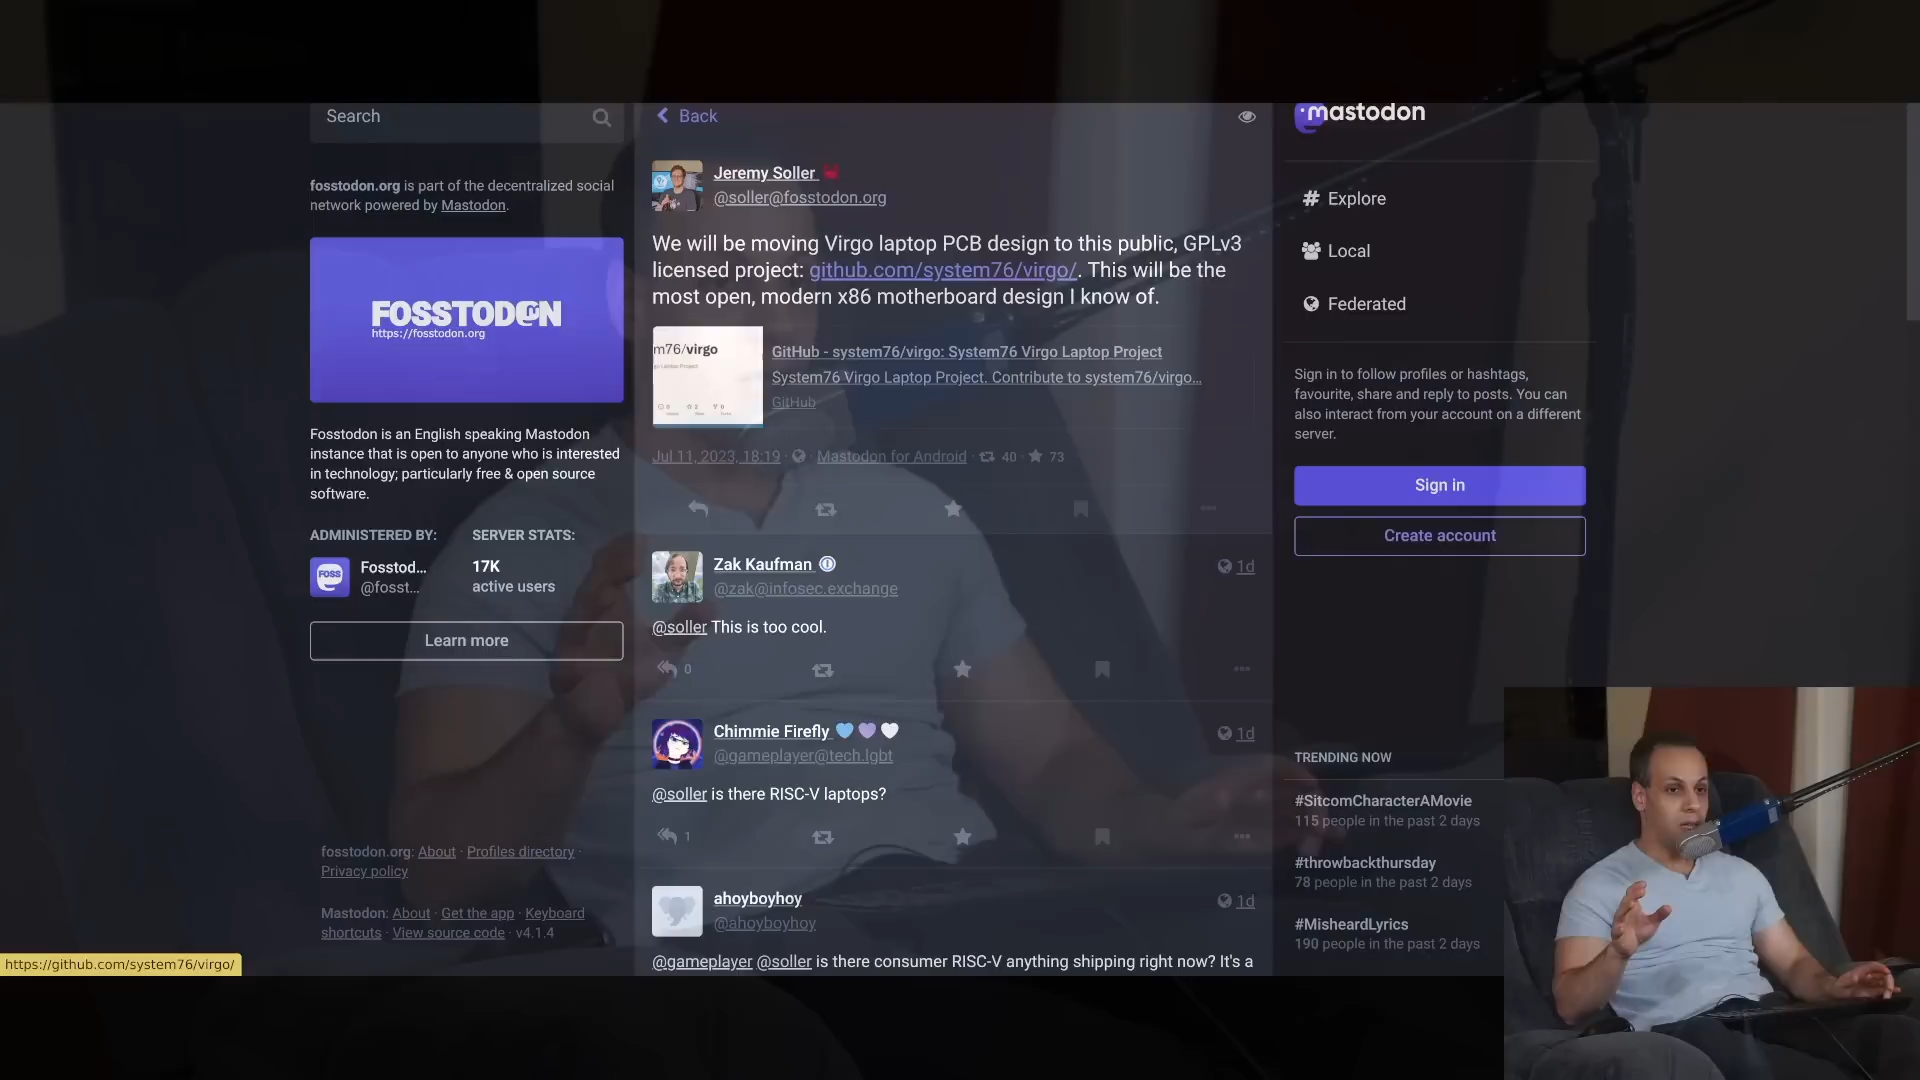 Search
fosstodon.org is part of the decentralized social
network powered by Mastodon.
FOSSTODON
https://fosstodon.org
Fosstodon is an English speaking Mastodon
instance that is open to anyone who is interested
in technology; particularly free & open source
software.
ADMINISTERED BY:
Fosstod...
@fosst...
SERVER STATS:
17K
active users
FOSS
Learn more
fosstodon.org: About · Profiles directory ·
Privacy policy
Mastodon: About · Get the app · Keyboard
shortcuts · View source code · v4.1.4
https://github.com/system76/virgo/
Back
Jeremy Soller
@soller@fosstodon.org
We will be moving Virgo laptop PCB design to this public, GPLv3
licensed project: github.com/system76/virgo/. This will be the
most open, modern x86 motherboard design I know of.
m76/virgo
GitHub - system76/virgo: System76 Virgo Laptop Project
System76 Virgo Laptop Project. Contribute to system76/virgo...
GitHub
Jul 11, 2023, 18:19 · Mastodon for Android · 40 · 73
Zak Kaufman
1d
@zak@infosec.exchange
@soller This is too cool.
0
Chimmie Firefly
1d
@gameplayer@tech.lgbt
@soller is there RISC-V laptops?
1
ahoyboyhoy
1d
@ahoyboyhoy
@gameplayer @soller is there consumer RISC-V anything shipping right now? It's a
mastodon
# Explore
Local
Federated
Sign in to follow profiles or hashtags,
favourite, share and reply to posts. You can
also interact from your account on a different
server.
Sign in
Create account
TRENDING NOW
#SitcomCharacterAMovie
115 people in the past 2 days
#throwbackthursday
78 people in the past 2 days
#MisheardLyrics
190 people in the past 2 days